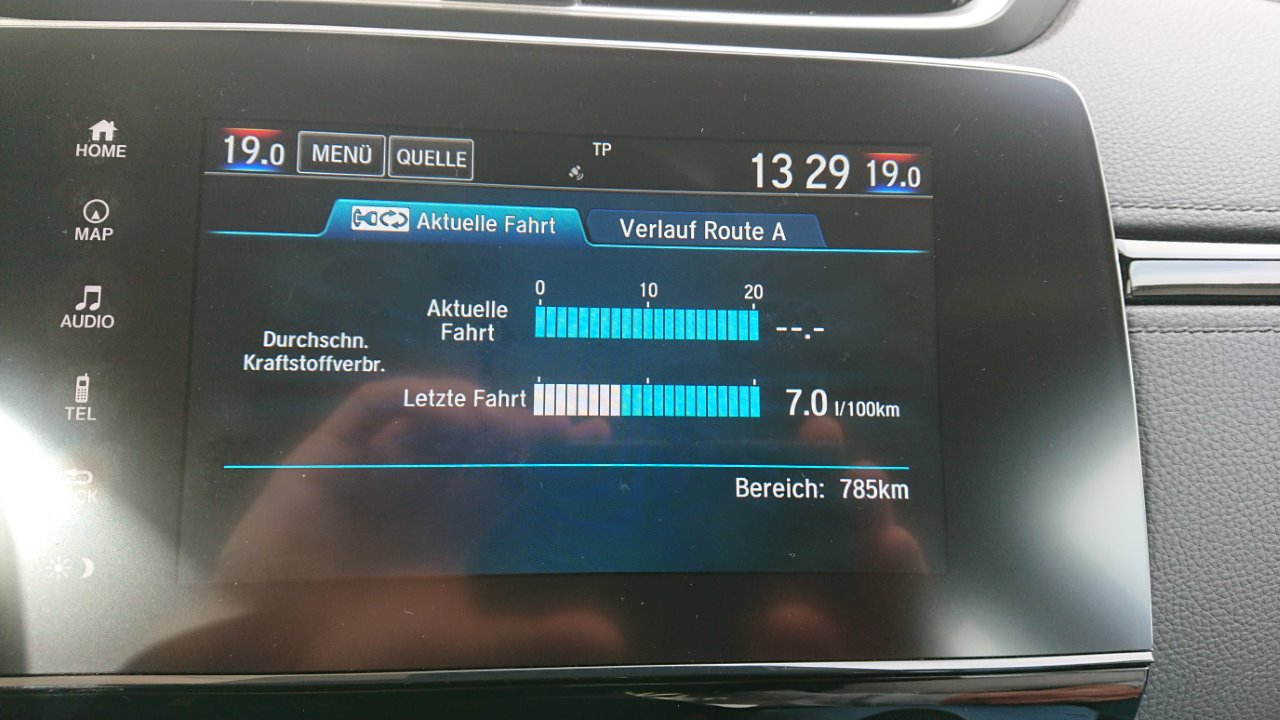 HOME
MAP
AUDIO
TEL
19.0 MENÜ QUELLE TP 13 29 19.0
Aktuelle Fahrt Verlauf Route A
0 10 20
Aktuelle
Fahrt --.-
Durchschn.
Kraftstoffverbr.
Letzte Fahrt 7.0 l/100km
Bereich: 785km